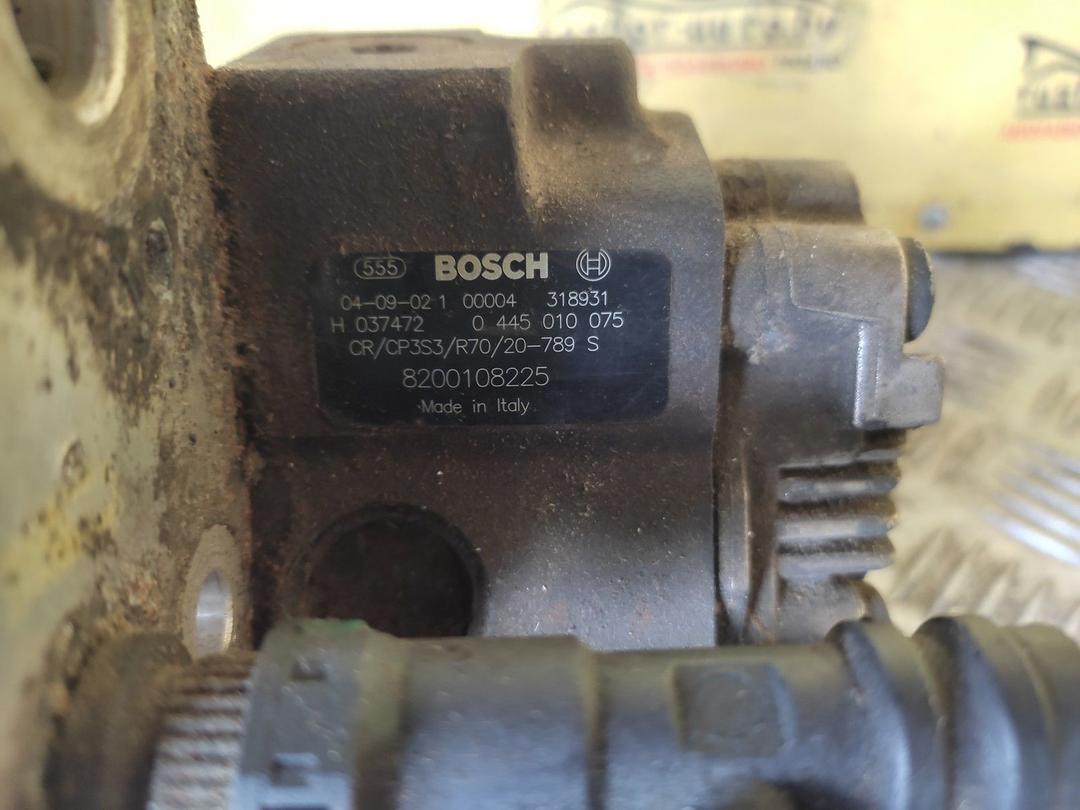 555 BOSCH
04-09-02 1 00004 318931
H 037472 0 445 010 075
CR/CP3S3/R70/20-789 S
8200108225
Made in Italy